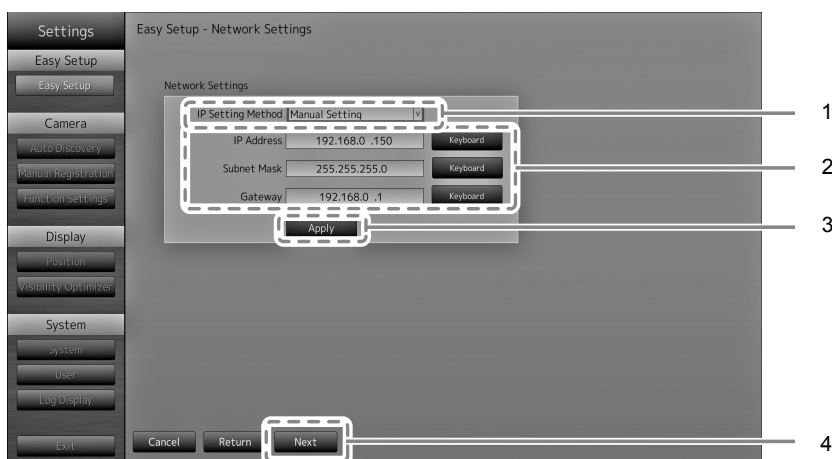 Settings
Easy Setup
Easy Setup
Camera
Auto Discovery
Manual Registration
Function Settings
Display
Position
Visibility Optimizer
System
System
User
Log Display
Exit
Easy Setup - Network Settings
Network Settings
IP Setting Method Manual Setting
IP Address 192.168.0 .150 Keyboard
Subnet Mask 255.255.255.0 Keyboard
Gateway 192.168.0 .1 Keyboard
Apply
Cancel Return Next
1
2
3
4